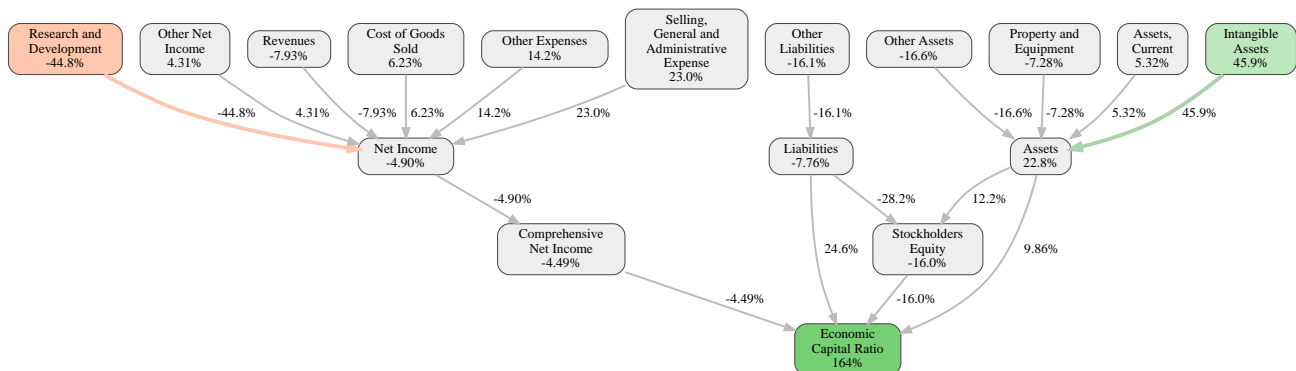 Research and
Development
-44.8%
Other Net
Income
4.31%
Revenues
-7.93%
Cost of Goods
Sold
6.23%
Other Expenses
14.2%
Selling,
General and
Administrative
Expense
23.0%
Other
Liabilities
-16.1%
Other Assets
-16.6%
Property and
Equipment
-7.28%
Assets,
Current
5.32%
Intangible
Assets
45.9%
-44.8%
4.31%
-7.93%
6.23%
14.2%
23.0%
-16.1%
-16.6%
-7.28%
5.32%
45.9%
Net Income
-4.90%
Liabilities
-7.76%
Assets
22.8%
-4.90%
-28.2%
12.2%
Comprehensive
Net Income
-4.49%
24.6%
Stockholders
Equity
-16.0%
9.86%
-4.49%
-16.0%
Economic
Capital Ratio
164%